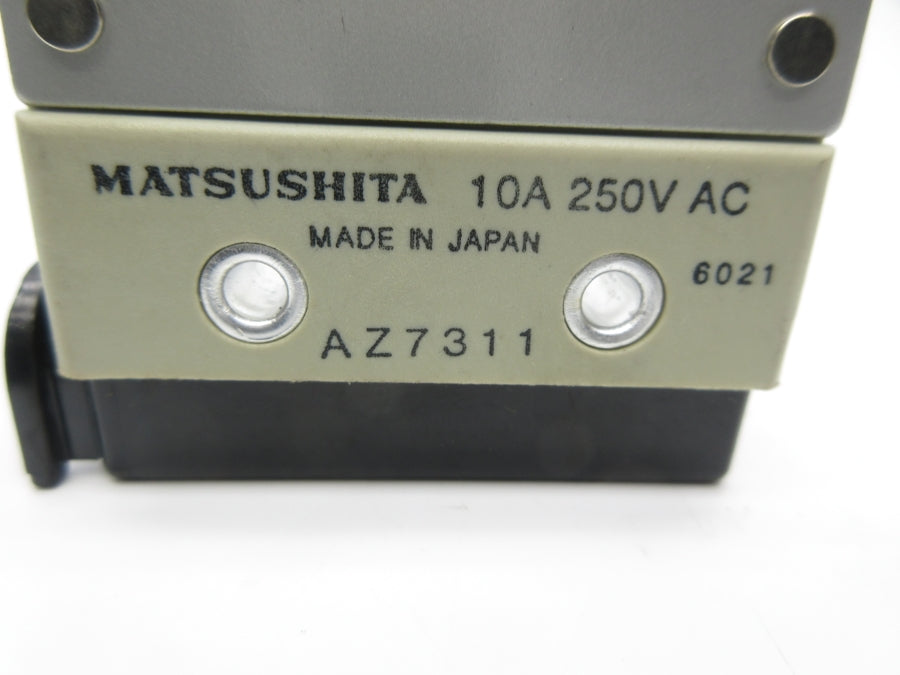 MATSUSHITA 10A 250V AC
MADE IN JAPAN
6021
AZ7311